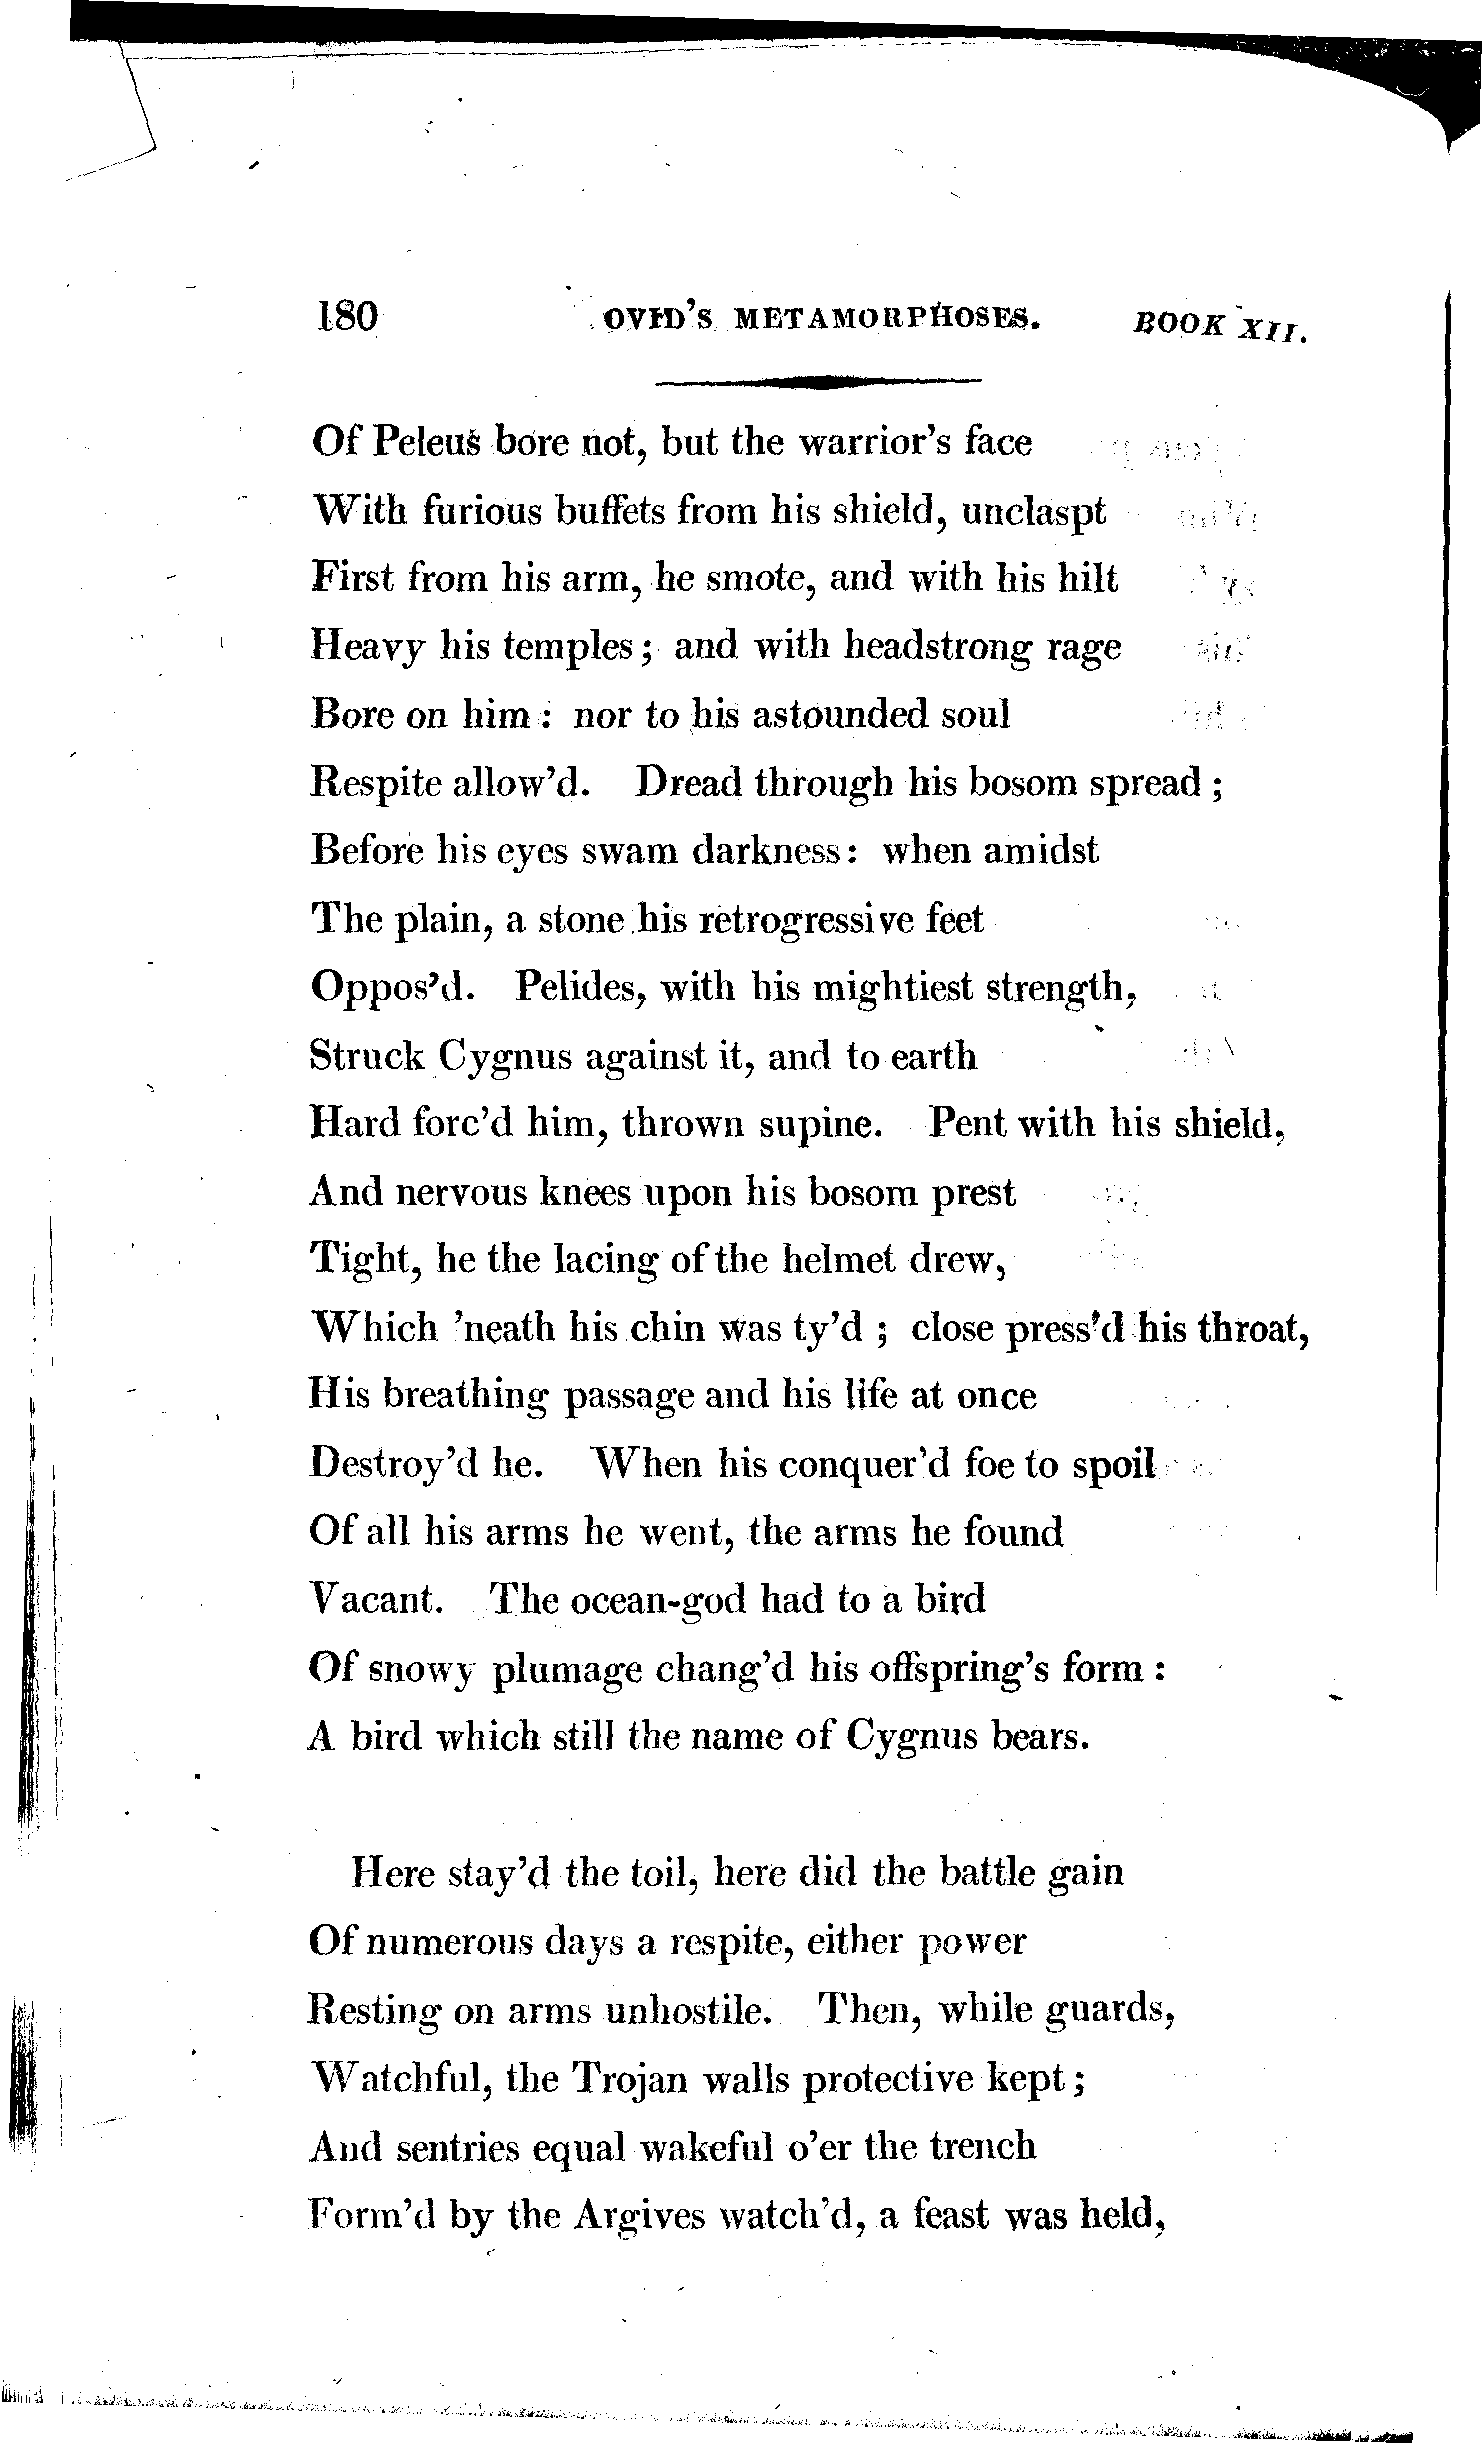 180 OVID'S METAMORPHOSES. BOOK XII.
Of Peleus bore not, but the warrior's face
With furious buffets from his shield, unclaspt
First from his arm, he smote, and with his hilt
Heavy his temples; and with headstrong rage
Bore on him: nor to his astounded soul
Respite allow'd. Dread through his bosom spread;
Before his eyes swam darkness: when amidst
The plain, a stone his retrogressive feet
Oppos'd. Pelides, with his mightiest strength,
Struck Cygnus against it, and to earth
Hard forc'd him, thrown supine. Pent with his shield,
And nervous knees upon his bosom prest
Tight, he the lacing of the helmet drew,
Which 'neath his chin was ty'd; close press'd his throat,
His breathing passage and his life at once
Destroy'd he. When his conquer'd foe to spoil
Of all his arms he went, the arms he found
Vacant. The ocean-god had to a bird
Of snowy plumage chang'd his offspring's form:
A bird which still the name of Cygnus bears.
Here stay'd the toil, here did the battle gain
Of numerous days a respite, either power
Resting on arms unhostile. Then, while guards,
Watchful, the Trojan walls protective kept;
And sentries equal wakeful o'er the trench
Form'd by the Argives watch'd, a feast was held,